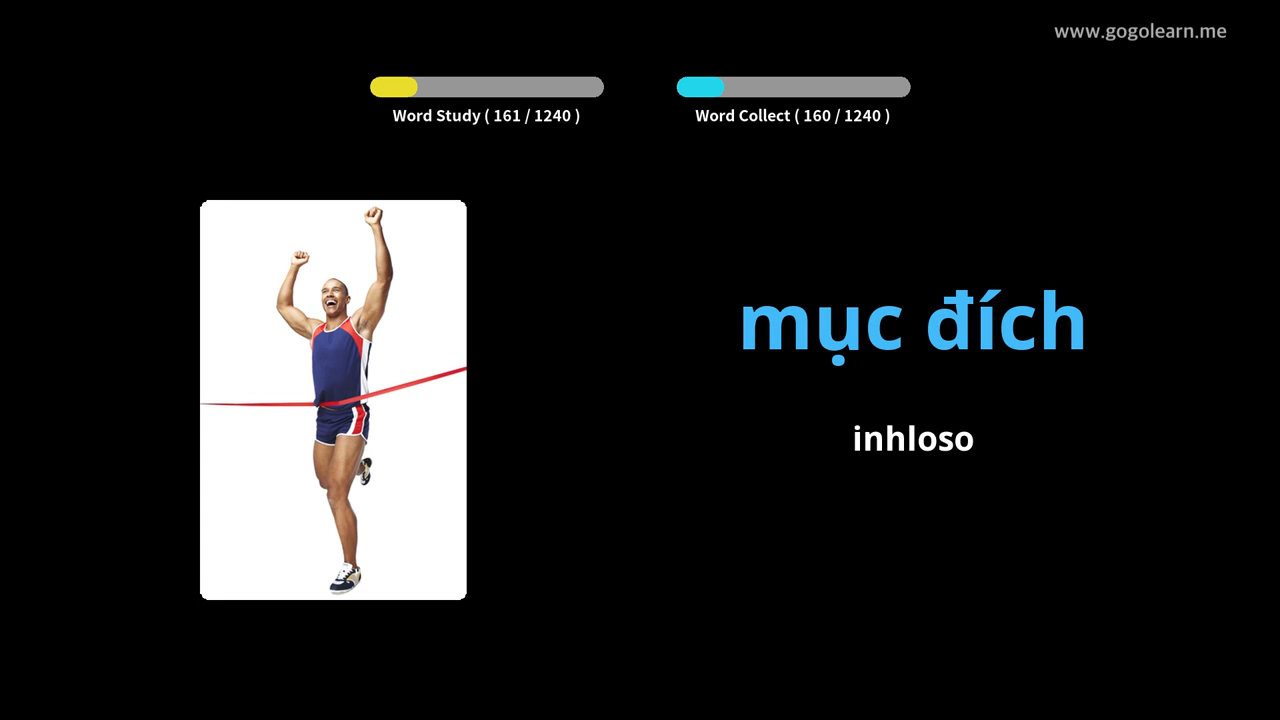 www.gogolearn.me
Word Study ( 161 / 1240 )
Word Collect ( 160 / 1240 )
mục đích
inhloso